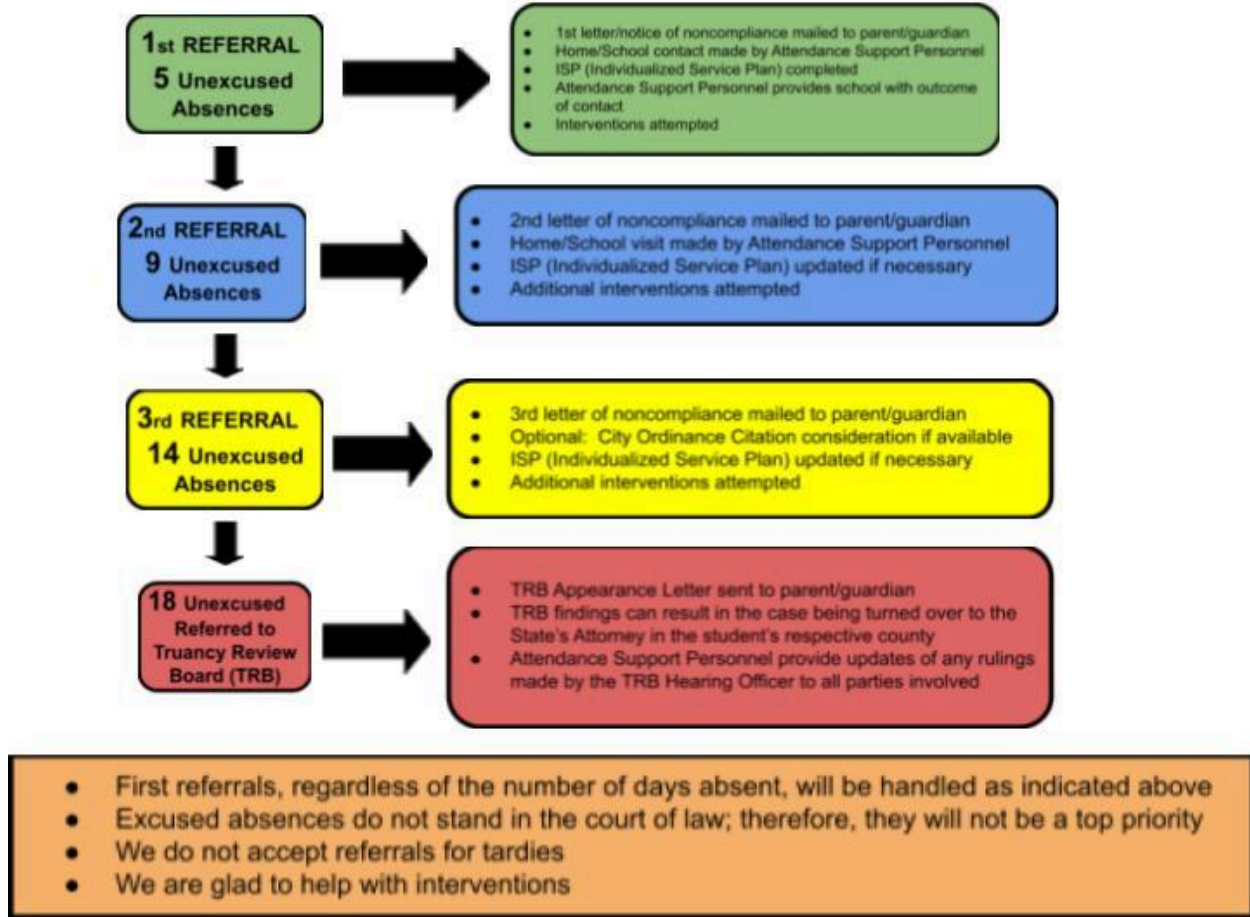 1st REFERRAL
5 Unexcused
Absences
• 1st letter/notice of noncompliance mailed to parent/guardian
• Home/School contact made by Attendance Support Personnel
• ISP (Individualized Service Plan) completed
• Attendance Support Personnel provides school with outcome
of contact
• Interventions attempted
2nd REFERRAL
9 Unexcused
Absences
• 2nd letter of noncompliance mailed to parent/guardian
• Home/School visit made by Attendance Support Personnel
• ISP (Individualized Service Plan) updated if necessary
• Additional interventions attempted
3rd REFERRAL
14 Unexcused
Absences
• 3rd letter of noncompliance mailed to parent/guardian
• Optional: City Ordinance Citation consideration if available
• ISP (Individualized Service Plan) updated if necessary
• Additional interventions attempted
18 Unexcused
Referred to
Truancy Review
Board (TRB)
• TRB Appearance Letter sent to parent/guardian
• TRB findings can result in the case being turned over to the
State's Attorney in the student's respective county
• Attendance Support Personnel provide updates of any rulings
made by the TRB Hearing Officer to all parties involved
• First referrals, regardless of the number of days absent, will be handled as indicated above
• Excused absences do not stand in the court of law; therefore, they will not be a top priority
• We do not accept referrals for tardies
• We are glad to help with interventions